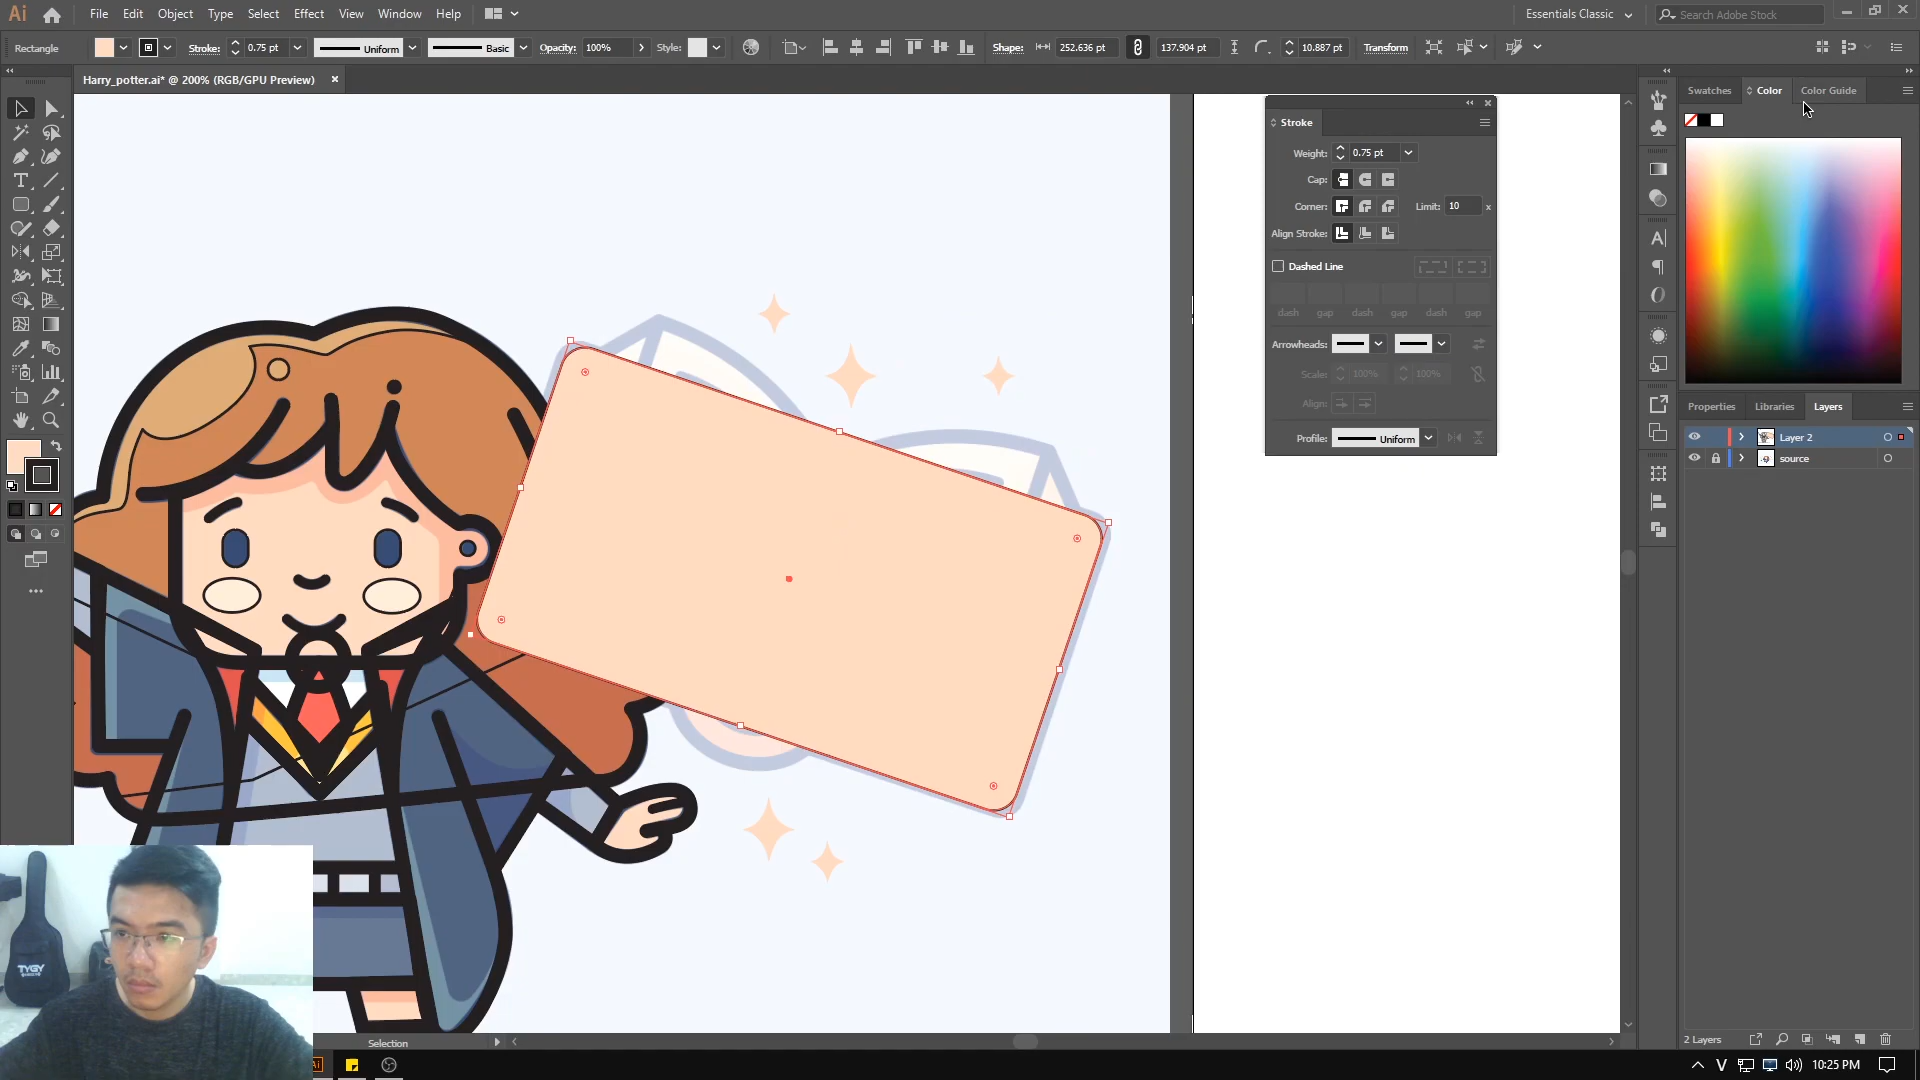 Ai File Edit Object Type Select Effect View Window Help Essentials Classic Search Adobe Stock
Rectangle Stroke: 0.75 pt Uniform Basic Opacity: 100% Style: Shape: 252.636 pt 137.904 pt 10.887 pt Transform
Harry_potter.ai* @ 200% (RGB/GPU Preview)
Swatches Color Color Guide
Stroke
Weight: 0.75 pt
Cap:
Corner: Limit: 10 x
Align Stroke:
Dashed Line
dash gap dash gap dash gap
Arrowheads:
Scale: 100% 100%
Align:
Profile: Uniform
Properties Libraries Layers
Layer 2
source
TYGY
2 Layers
Selection
Ai
V 10:25 PM